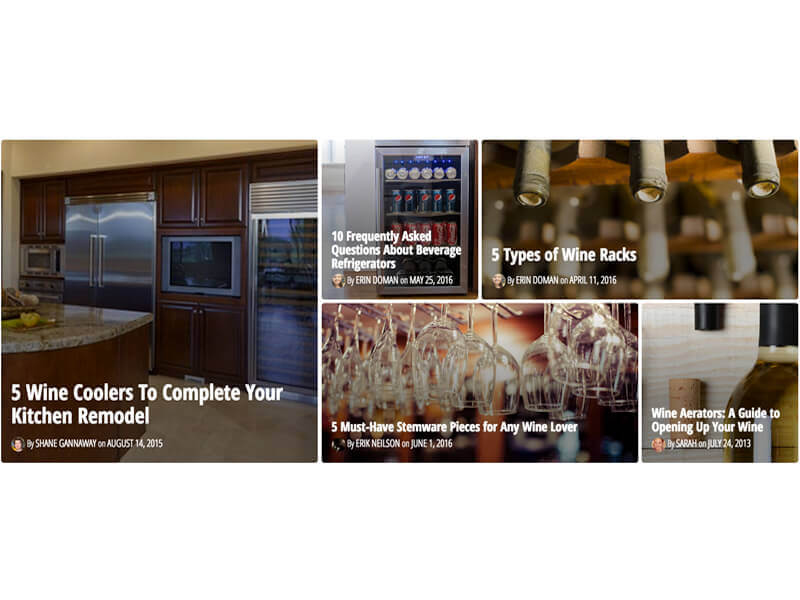 5 Wine Coolers To Complete Your
Kitchen Remodel
By SHANE GANNAWAY on AUGUST 14, 2015
10 Frequently Asked
Questions About Beverage
Refrigerators
By ERIN DOMAN on MAY 25, 2016
5 Types of Wine Racks
By ERIN DOMAN on APRIL 11, 2016
5 Must-Have Stemware Pieces for Any Wine Lover
By ERIK NEILSON on JUNE 1, 2016
Wine Aerators: A Guide to
Opening Up Your Wine
By SARAH on JULY 24, 2013